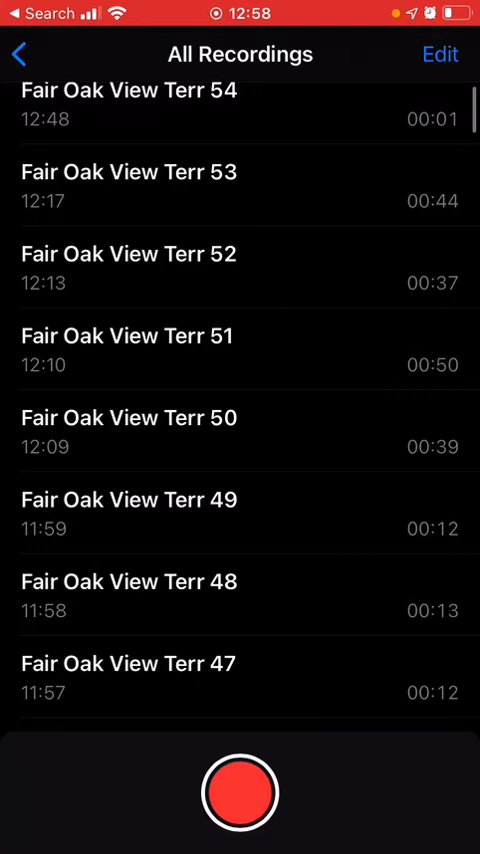 Search
12:58
All Recordings
Edit
Fair Oak View Terr 54
12:48
00:01
Fair Oak View Terr 53
12:17
00:44
Fair Oak View Terr 52
12:13
00:37
Fair Oak View Terr 51
12:10
00:50
Fair Oak View Terr 50
12:09
00:39
Fair Oak View Terr 49
11:59
00:12
Fair Oak View Terr 48
11:58
00:13
Fair Oak View Terr 47
11:57
00:12